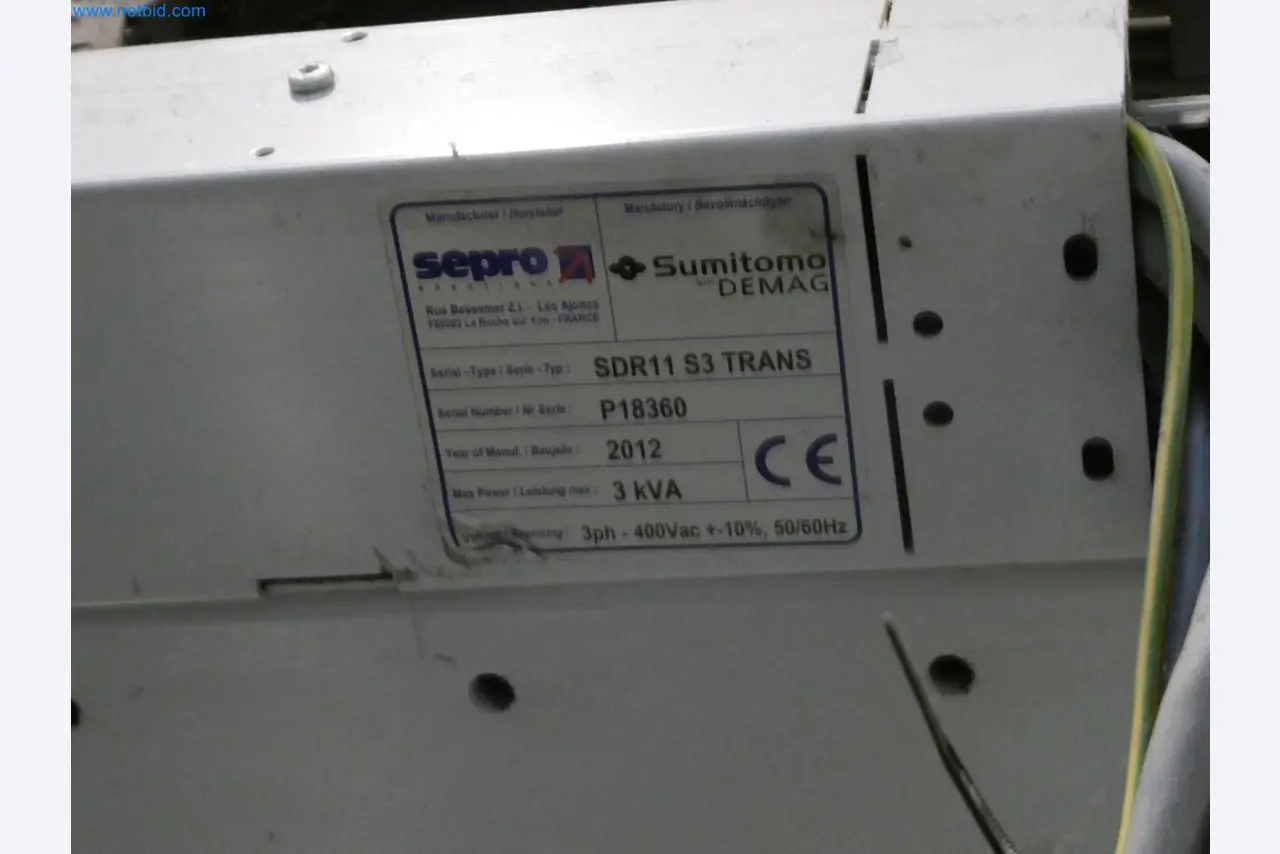 www.netbid.com
Manufacturer / Hersteller
Mandatory / Bevollmächtigter
sepro
ROBOTIQUE
Sumitomo
DEMAG
Rue Bessemer Z.I. - Les Ajoncs
La Roche sur Yon - FRANCE
Serial -Type / Serie -Typ : SDR11 S3 TRANS
Serial Number / Nr Serie : P18360
Year of Manuf. / Baujahr : 2012
CE
Max Power / Leistung max : 3 kVA
3ph - 400Vac +-10%, 50/60Hz